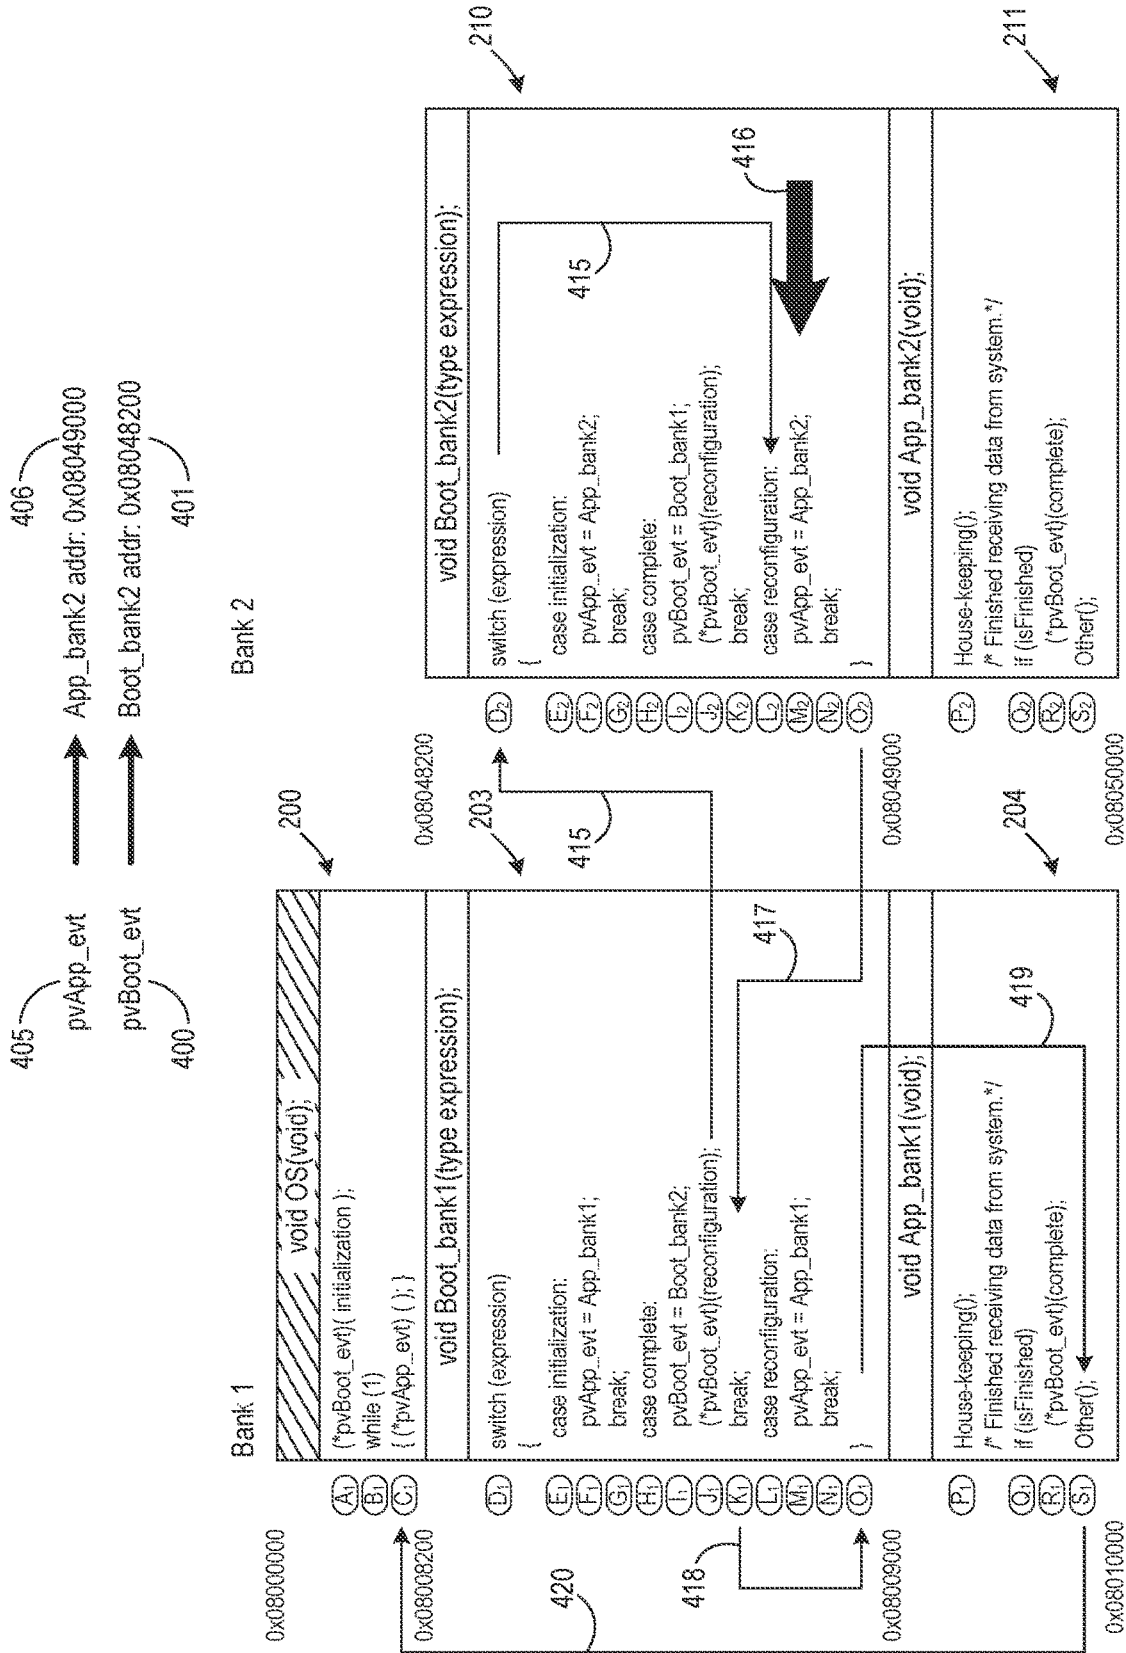 405
pvApp_evt
App_bank2 addr: 0x08049000
406
pvBoot_evt
400
Boot_bank2 addr: 0x08048200
401
Bank 1
0x08000000
void OS(void);
200
A1 (*pvBoot_evt)( initialization );
B1 while (1)
C1 { (*pvApp_evt) ( ); }
0x08008200
void Boot_bank1(type expression);
203
D1 switch (expression)
{
E1 case initialization:
F1 pvApp_evt = App_bank1;
G1 break;
H1 case complete:
I1 pvBoot_evt = Boot_bank2;
J1 (*pvBoot_evt)(reconfiguration);
K1 break;
L1 case reconfiguration:
M1 pvApp_evt = App_bank1;
N1 break;
O1 }
0x08009000
void App_bank1(void);
204
P1 House-keeping();
/* Finished receiving data from system.*/
Q1 if (isFinished)
R1 (*pvBoot_evt)(complete);
S1 Other();
0x08010000
415
417
418
419
420
Bank 2
0x08048200
void Boot_bank2(type expression);
210
D2 switch (expression)
{
E2 case initialization:
F2 pvApp_evt = App_bank2;
G2 break;
H2 case complete:
I2 pvBoot_evt = Boot_bank1;
J2 (*pvBoot_evt)(reconfiguration);
K2 break;
L2 case reconfiguration:
M2 pvApp_evt = App_bank2;
N2 break;
O2 }
415
416
0x08049000
void App_bank2(void);
211
P2 House-keeping();
/* Finished receiving data from system.*/
Q2 if (isFinished)
R2 (*pvBoot_evt)(complete);
S2 Other();
0x08050000